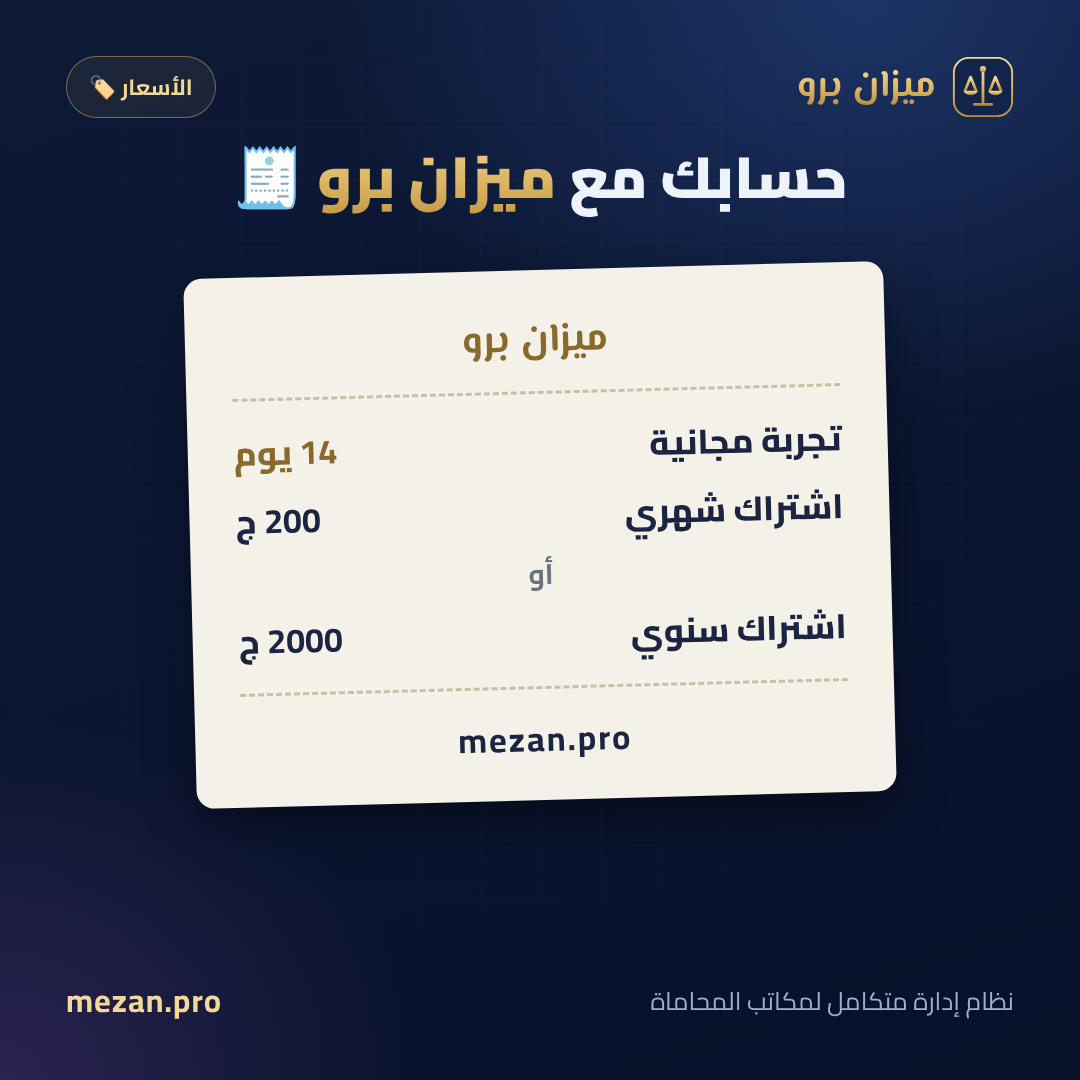 ميزان برو
الأسعار 🏷️
حسابك مع ميزان برو 🧾
ميزان برو
تجربة مجانية 14 يوم
اشتراك شهري 200 ج
أو
اشتراك سنوي 2000 ج
mezan.pro
نظام إدارة متكامل لمكاتب المحاماة
mezan.pro